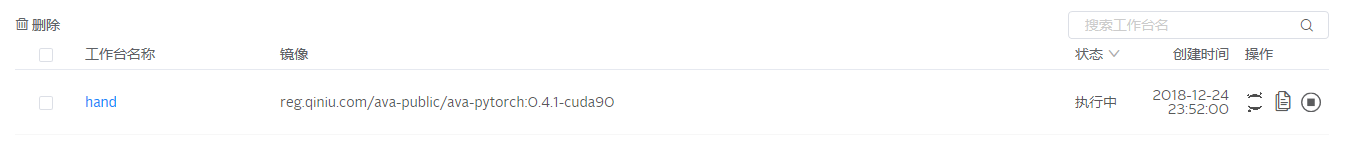 删除
搜索工作台名
工作台名称 镜像 状态 创建时间 操作
hand reg.qiniu.com/ava-public/ava-pytorch:0.4.1-cuda90 执行中 2018-12-24
23:52:00